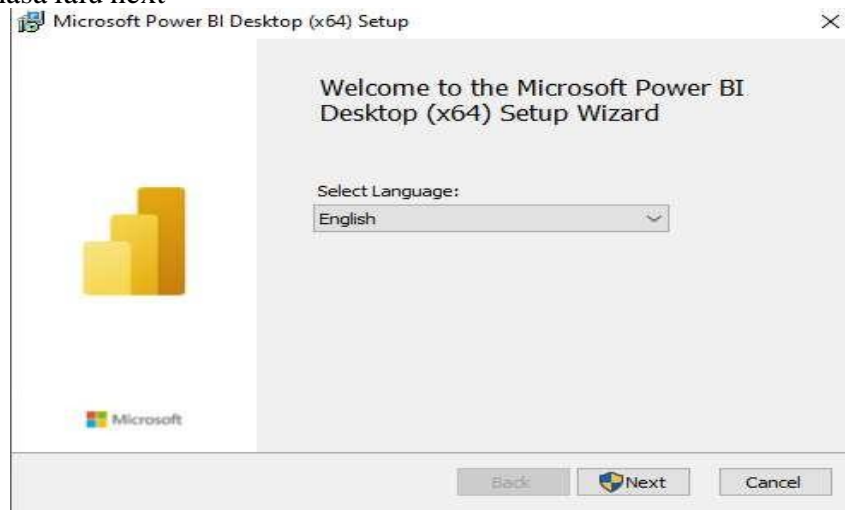 Microsoft Power BI Desktop (x64) Setup
Welcome to the Microsoft Power BI
Desktop (x64) Setup Wizard
Select Language:
English
Microsoft
Back Next Cancel